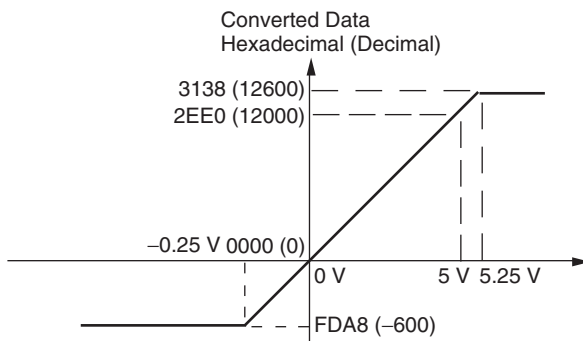 Converted Data
Hexadecimal (Decimal)
3138 (12600)
2EE0 (12000)
−0.25 V 0000 (0)
0 V
5 V
5.25 V
FDA8 (−600)